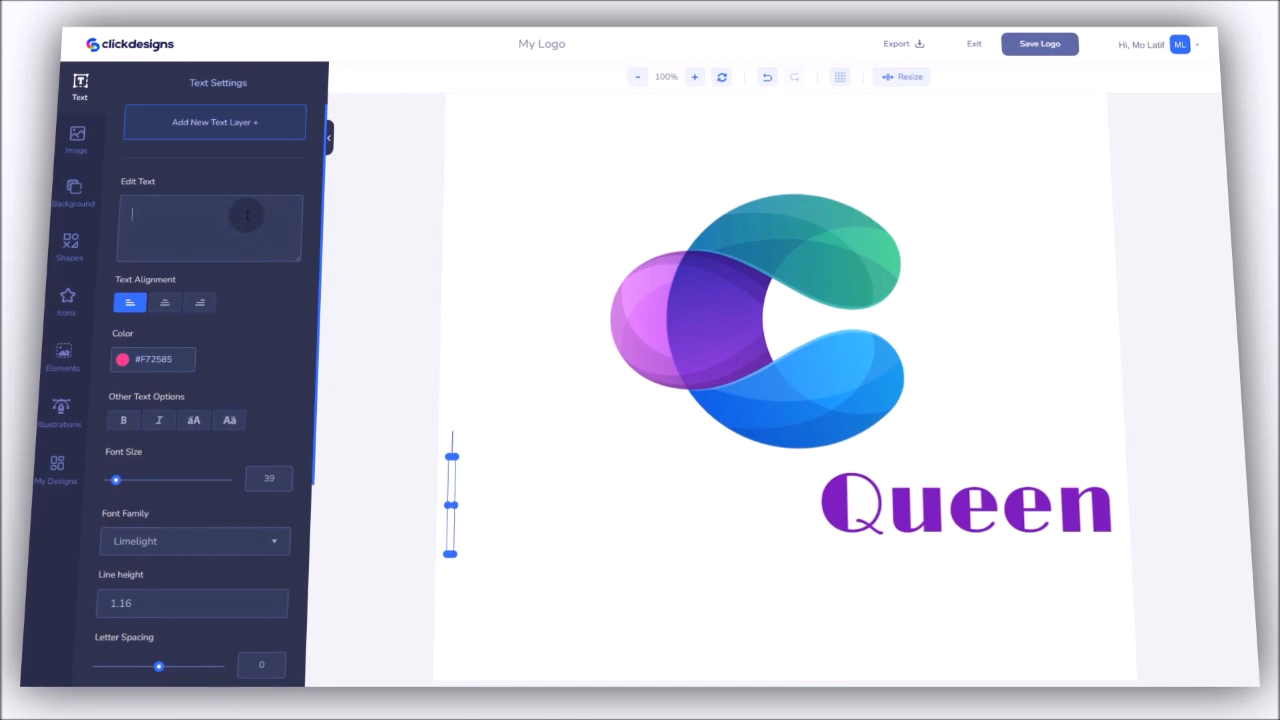 clickdesigns
My Logo
Export
Exit
Save Logo
Hi, Mo Latif
ML
Text
Text Settings
- 100% +
Resize
Add New Text Layer +
Image
Edit Text
Background
Shapes
Text Alignment
Icons
Color
#F72585
Elements
Other Text Options
B I äA Aä
Illustrations
Font Size
39
My Designs
Font Family
Limelight
Line height
1.16
Letter Spacing
0
Queen